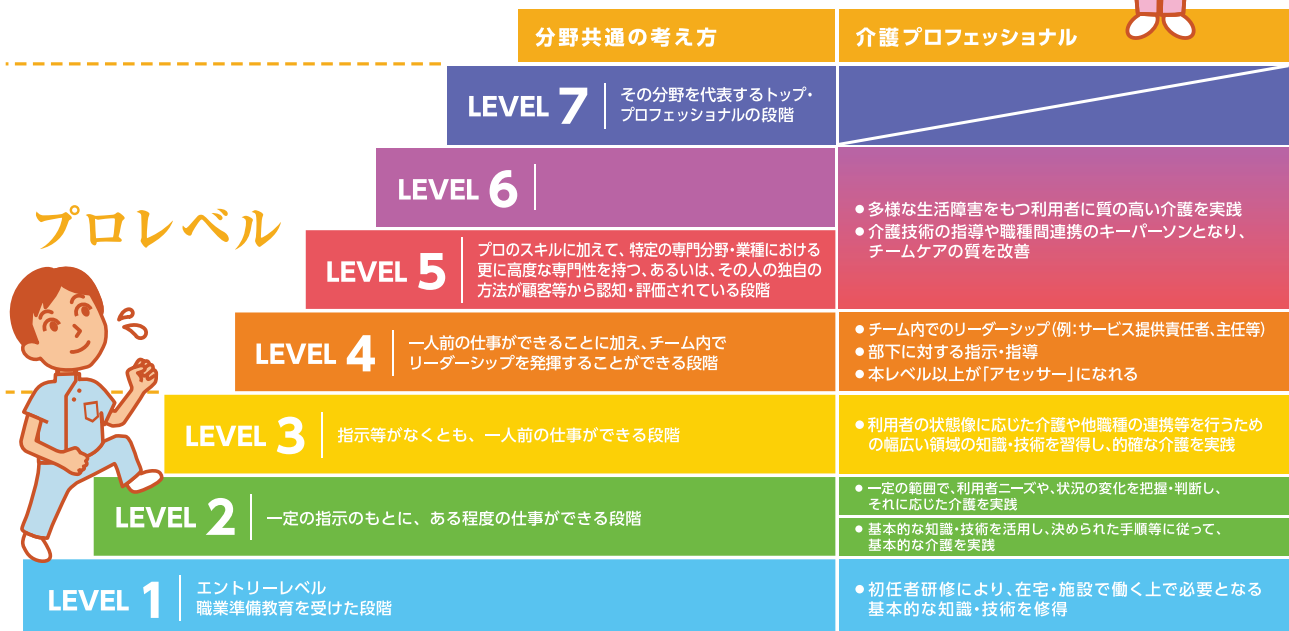 分野共通の考え方
介護プロフェッショナル
LEVEL 7
その分野を代表するトップ・
プロフェッショナルの段階
LEVEL 6
プロレベル
●多様な生活障害をもつ利用者に質の高い介護を実践
●介護技術の指導や職種間連携のキーパーソンとなり、
チームケアの質を改善
LEVEL 5
プロのスキルに加えて、特定の専門分野・業種における
更に高度な専門性を持つ、あるいは、その人の独自の
方法が顧客等から認知・評価されている段階
LEVEL 4
一人前の仕事ができることに加え、チーム内で
リーダーシップを発揮することができる段階
●チーム内でのリーダーシップ（例：サービス提供責任者、主任等）
●部下に対する指示・指導
●本レベル以上が「アセッサー」になれる
LEVEL 3
指示等がなくとも、一人前の仕事ができる段階
●利用者の状態像に応じた介護や他職種の連携等を行うため
の幅広い領域の知識・技術を習得し、的確な介護を実践
LEVEL 2
一定の指示のもとに、ある程度の仕事ができる段階
●一定の範囲で、利用者ニーズや、状況の変化を把握・判断し、
それに応じた介護を実践
●基本的な知識・技術を活用し、決められた手順等に従って、
基本的な介護を実践
LEVEL 1
エントリーレベル
職業準備教育を受けた段階
●初任者研修により、在宅・施設で働く上で必要となる
基本的な知識・技術を修得